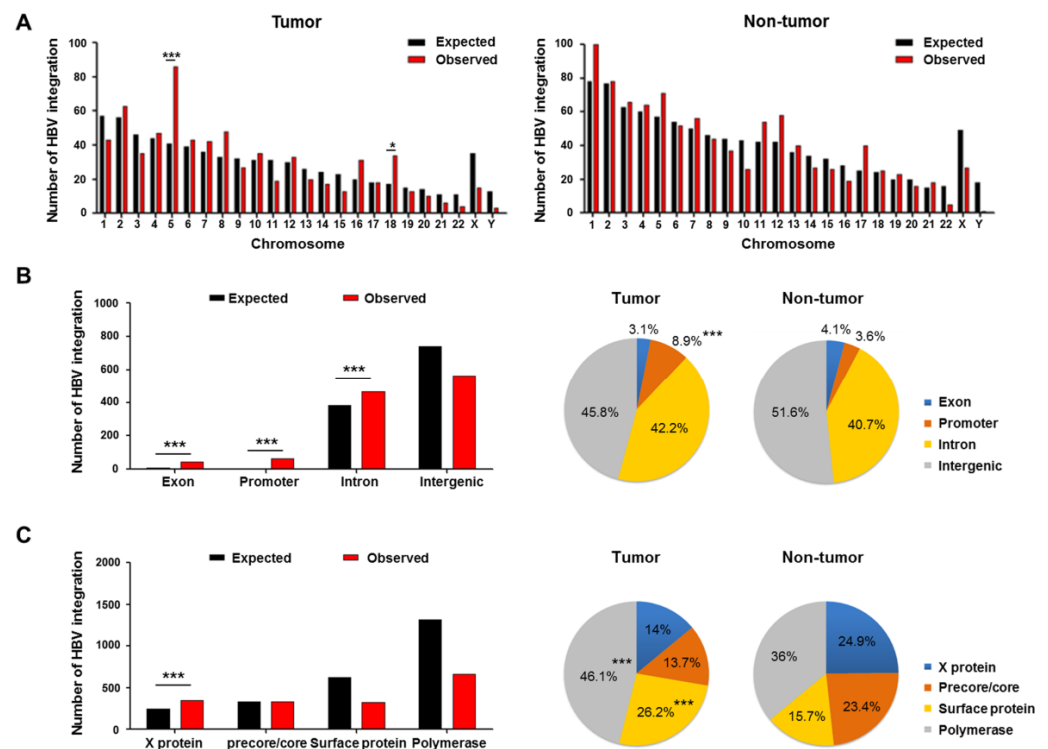 A
Tumor
Non-tumor
Number of HBV integration
100
80
60
40
20
0
***
*
Expected
Observed
1 2 3 4 5 6 7 8 9 10 11 12 13 14 15 16 17 18 19 20 21 22 X Y
Chromosome
Number of HBV integration
100
80
60
40
20
0
Expected
Observed
1 2 3 4 5 6 7 8 9 10 11 12 13 14 15 16 17 18 19 20 21 22 X Y
Chromosome
B
Number of HBV integration
1000
800
600
400
200
0
Expected Observed
***
***
***
Exon Promoter Intron Intergenic
Tumor
3.1%
8.9% ***
45.8%
42.2%
Non-tumor
4.1%
3.6%
51.6%
40.7%
Exon
Promoter
Intron
Intergenic
C
Number of HBV integration
2000
1500
1000
500
0
Expected Observed
***
X protein precore/core Surface protein Polymerase
Tumor
14%
13.7%
***
46.1%
26.2% ***
Non-tumor
24.9%
36%
15.7%
23.4%
X protein
Precore/core
Surface protein
Polymerase